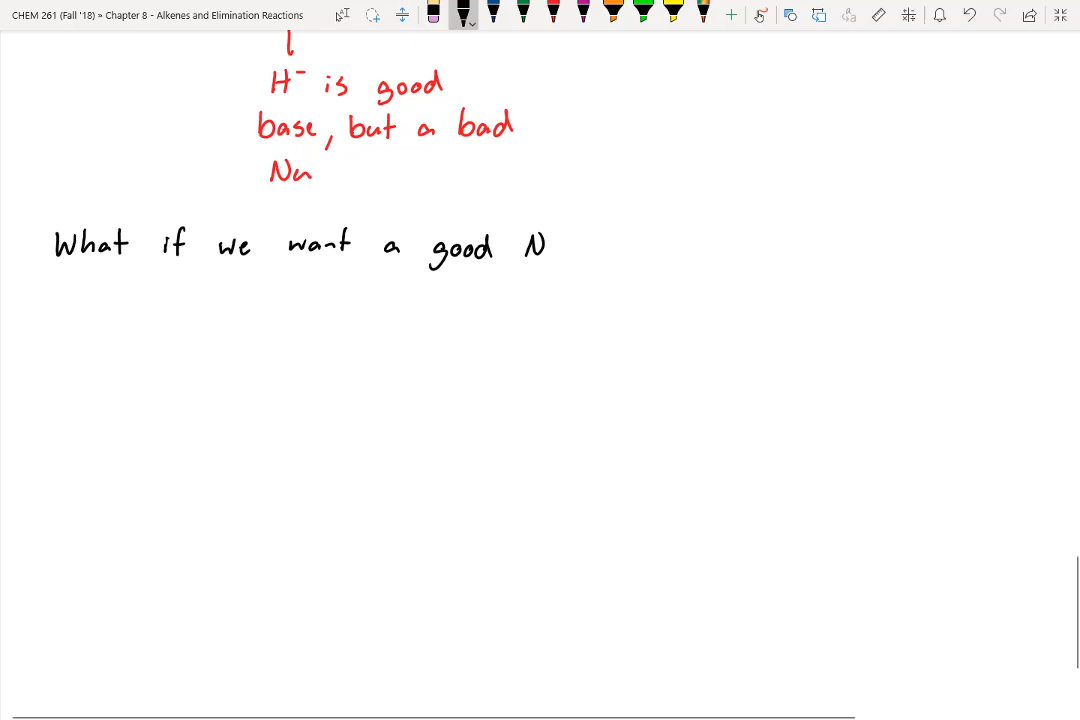 CHEM 261 (Fall '18) » Chapter 8 - Alkenes and Elimination Reactions
H⁻ is good
base, but a bad
Nu
What if we want a good N